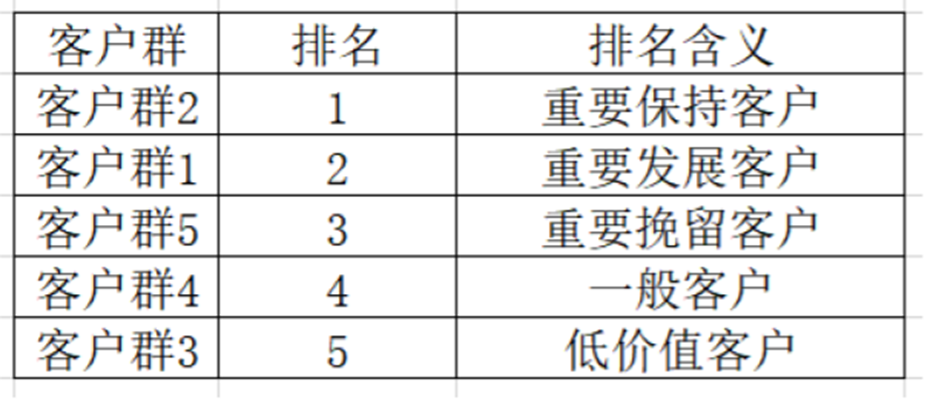 客户群 排名 排名含义
客户群2 1 重要保持客户
客户群1 2 重要发展客户
客户群5 3 重要挽留客户
客户群4 4 一般客户
客户群3 5 低价值客户